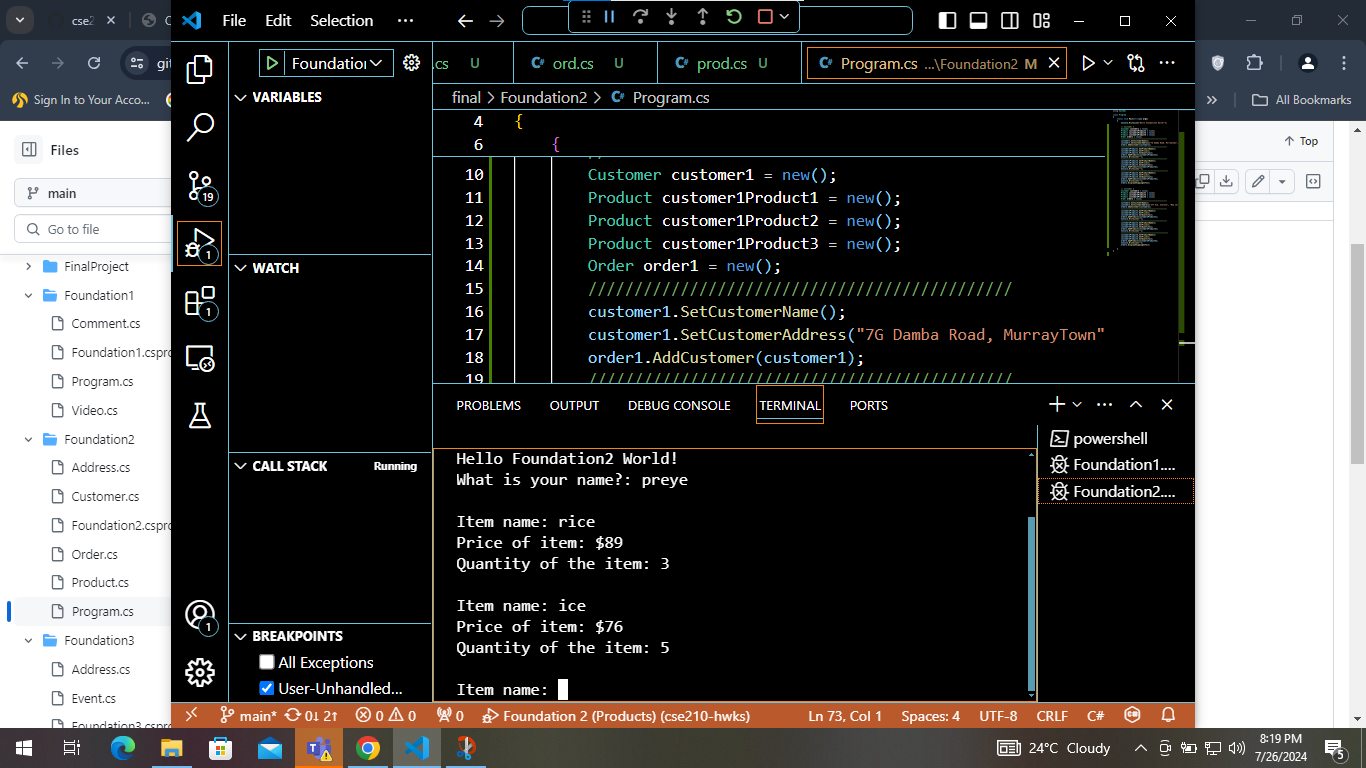 cse2
File Edit Selection ···
git
Sign In to Your Acco...
All Bookmarks
Foundation
.cs U
ord.cs U
prod.cs U
Program.cs ...\Foundation2 M
VARIABLES
final > Foundation2 > Program.cs
Files
Top
main
Go to file
FinalProject
Foundation1
Comment.cs
Foundation1.cspro
Program.cs
Video.cs
Foundation2
Address.cs
Customer.cs
Foundation2.cspro
Order.cs
Product.cs
Program.cs
Foundation3
Address.cs
Event.cs
Foundation3.cspro
19
1
1
1
WATCH
CALL STACK Running
BREAKPOINTS
All Exceptions
User-Unhandled...
4 {
6 {
10 Customer customer1 = new();
11 Product customer1Product1 = new();
12 Product customer1Product2 = new();
13 Product customer1Product3 = new();
14 Order order1 = new();
15 //////////////////////////////////////////////
16 customer1.SetCustomerName();
17 customer1.SetCustomerAddress("7G Damba Road, MurrayTown"
18 order1.AddCustomer(customer1);
19 //////////////////////////////////////////////
PROBLEMS OUTPUT DEBUG CONSOLE TERMINAL PORTS
powershell
Foundation1....
Foundation2....
Hello Foundation2 World!
What is your name?: preye
Item name: rice
Price of item: $89
Quantity of the item: 3
Item name: ice
Price of item: $76
Quantity of the item: 5
Item name:
main* 0↓ 2↑ 0 0 0 Foundation 2 (Products) (cse210-hwks) Ln 73, Col 1 Spaces: 4 UTF-8 CRLF C#
24°C Cloudy
8:19 PM
7/26/2024
5